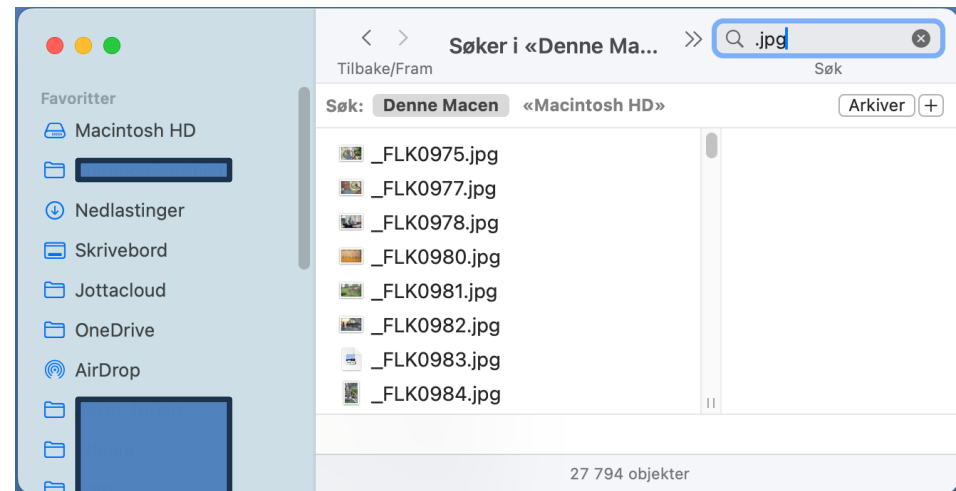 Søker i «Denne Ma...
.jpg
Tilbake/Fram
Søk
Favoritter
Macintosh HD
Nedlastinger
Skrivebord
Jottacloud
OneDrive
AirDrop
Søk: Denne Macen «Macintosh HD» Arkiver +
_FLK0975.jpg
_FLK0977.jpg
_FLK0978.jpg
_FLK0980.jpg
_FLK0981.jpg
_FLK0982.jpg
_FLK0983.jpg
_FLK0984.jpg
27 794 objekter